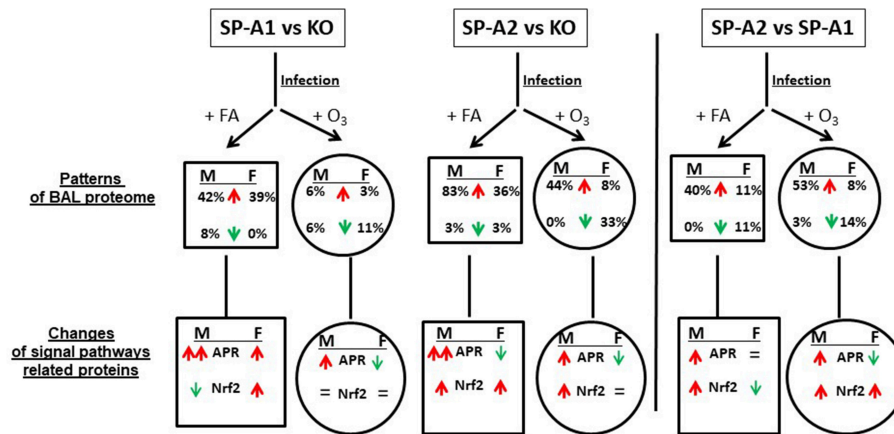 SP-A1 vs KO SP-A2 vs KO SP-A2 vs SP-A1
Infection Infection Infection
+ FA + O3 + FA + O3 + FA + O3
Patterns
of BAL proteome
M F M F M F M F M F M F
42% 39% 6% 3% 83% 36% 44% 8% 40% 11% 53% 8%
8% 0% 6% 11% 3% 3% 0% 33% 0% 11% 3% 14%
Changes
of signal pathways
related proteins
M F M F M F M F M F M F
APR APR APR APR APR = APR
Nrf2 = Nrf2 = Nrf2 Nrf2 = Nrf2 Nrf2